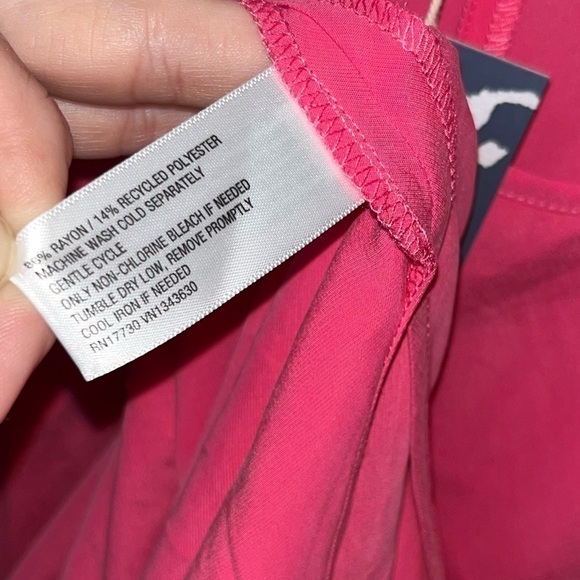 86% RAYON / 14% RECYCLED POLYESTER
MACHINE WASH COLD SEPARATELY
GENTLE CYCLE
ONLY NON-CHLORINE BLEACH IF NEEDED
TUMBLE DRY LOW, REMOVE PROMPTLY
COOL IRON IF NEEDED
RN17730 VN1343630